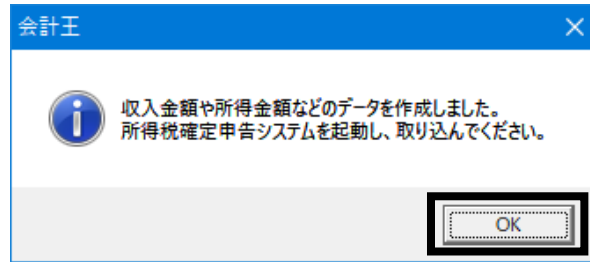 会計王
収入金額や所得金額などのデータを作成しました。
所得税確定申告システムを起動し、取り込んでください。
OK